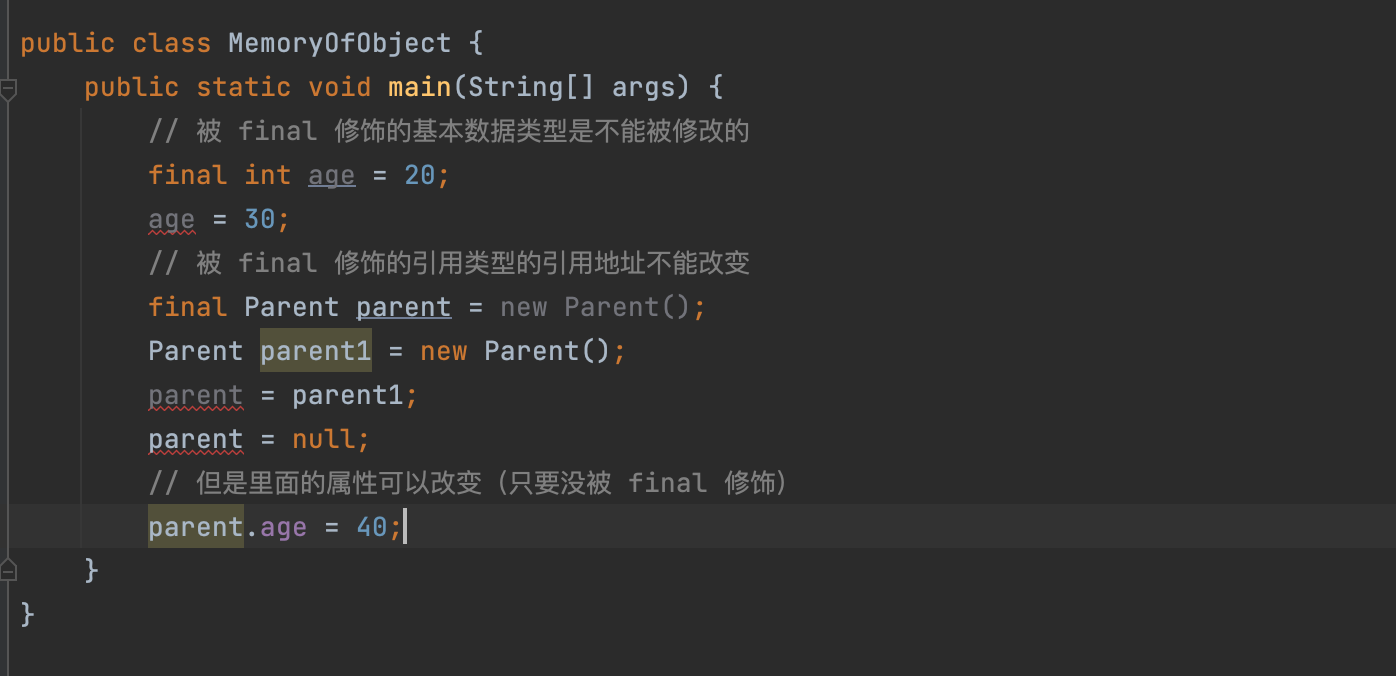 public class MemoryOfObject {
public static void main(String[] args) {
// 被 final 修饰的基本数据类型是不能被修改的
final int age = 20;
age = 30;
// 被 final 修饰的引用类型的引用地址不能改变
final Parent parent = new Parent();
Parent parent1 = new Parent();
parent = parent1;
parent = null;
// 但是里面的属性可以改变（只要没被 final 修饰）
parent.age = 40;
}
}